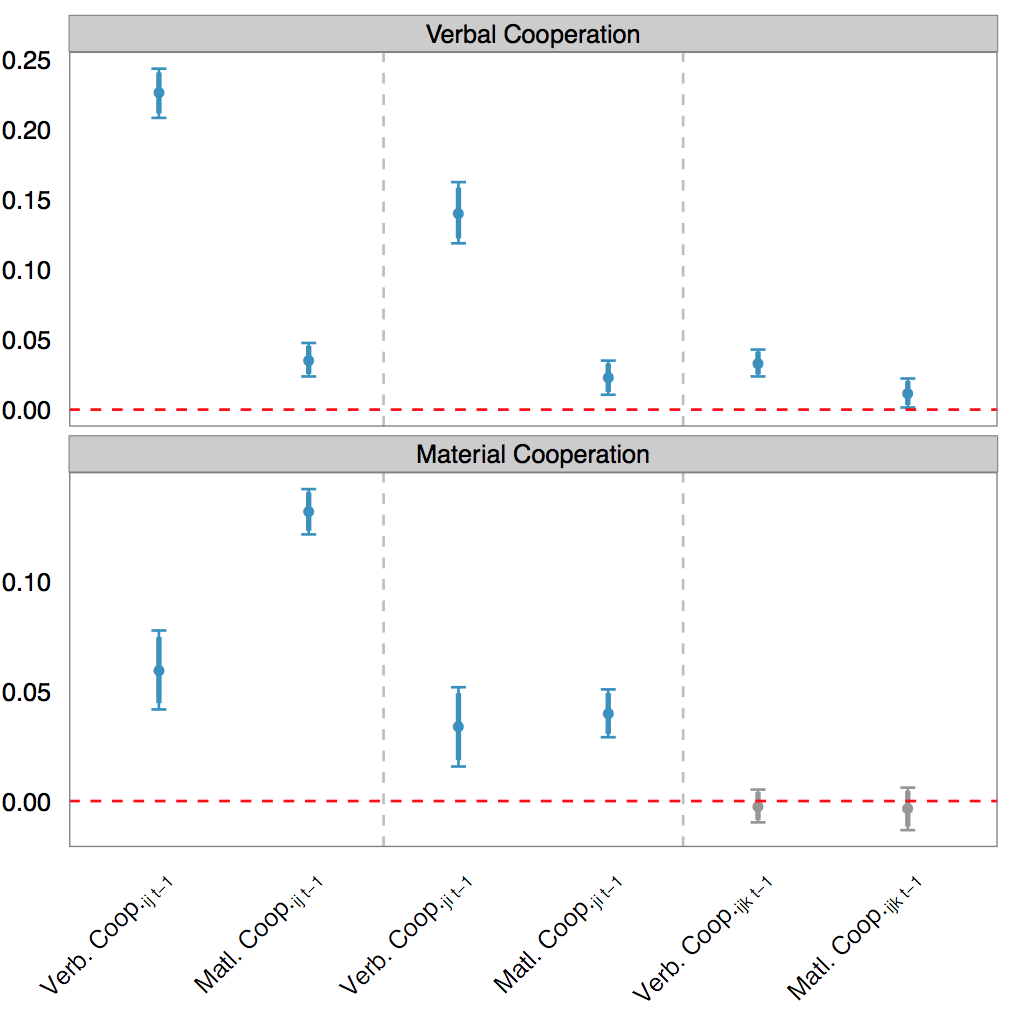 Verbal Cooperation
0.25
0.20
0.15
0.10
0.05
0.00
Material Cooperation
0.10
0.05
0.00
Verb. Coop.ij t−1
Matl. Coop.ij t−1
Verb. Coop.ji t−1
Matl. Coop.ji t−1
Verb. Coop.ijk t−1
Matl. Coop.ijk t−1